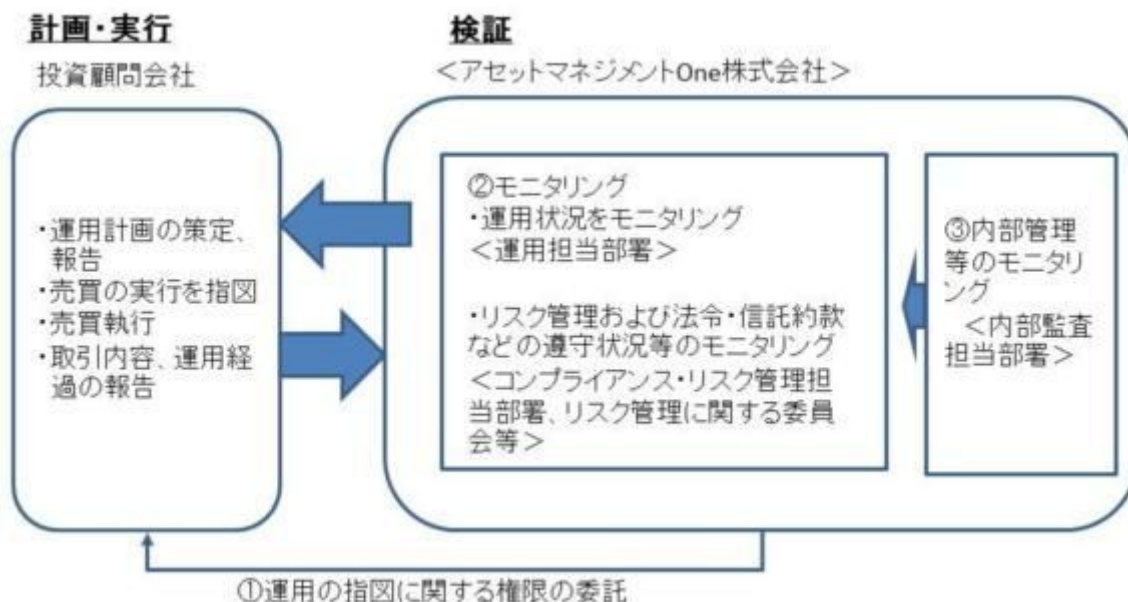 計画・実行
投資顧問会社
・運用計画の策定、
報告
・売買の実行を指図
・売買執行
・取引内容、運用経
過の報告
検証
<アセットマネジメントOne株式会社>
②モニタリング
・運用状況をモニタリング
<運用担当部署>
・リスク管理および法令・信託約款
などの遵守状況等のモニタリング
<コンプライアンス・リスク管理担
当部署、リスク管理に関する委員
会等>
③内部管理
等のモニタリ
ング
<内部監査
担当部署>
①運用の指図に関する権限の委託